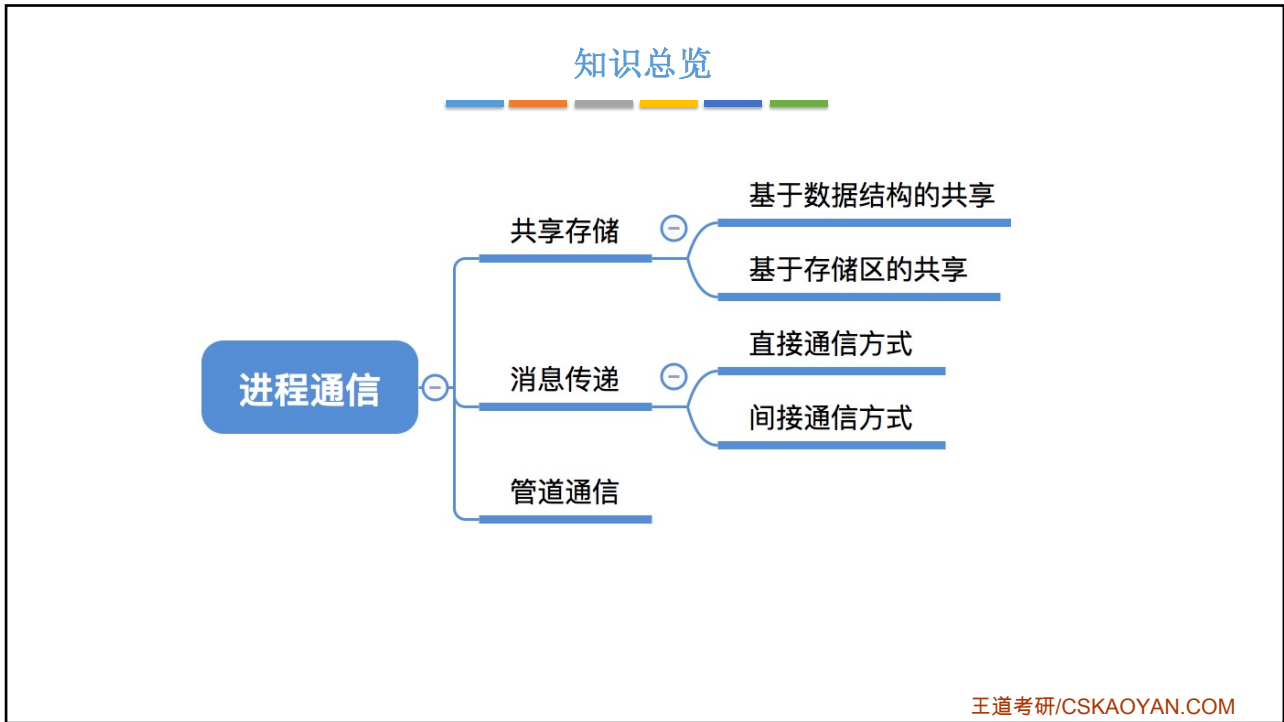 知识总览
进程通信
共享存储
基于数据结构的共享
基于存储区的共享
消息传递
直接通信方式
间接通信方式
管道通信
王道考研/CSKAOYAN.COM